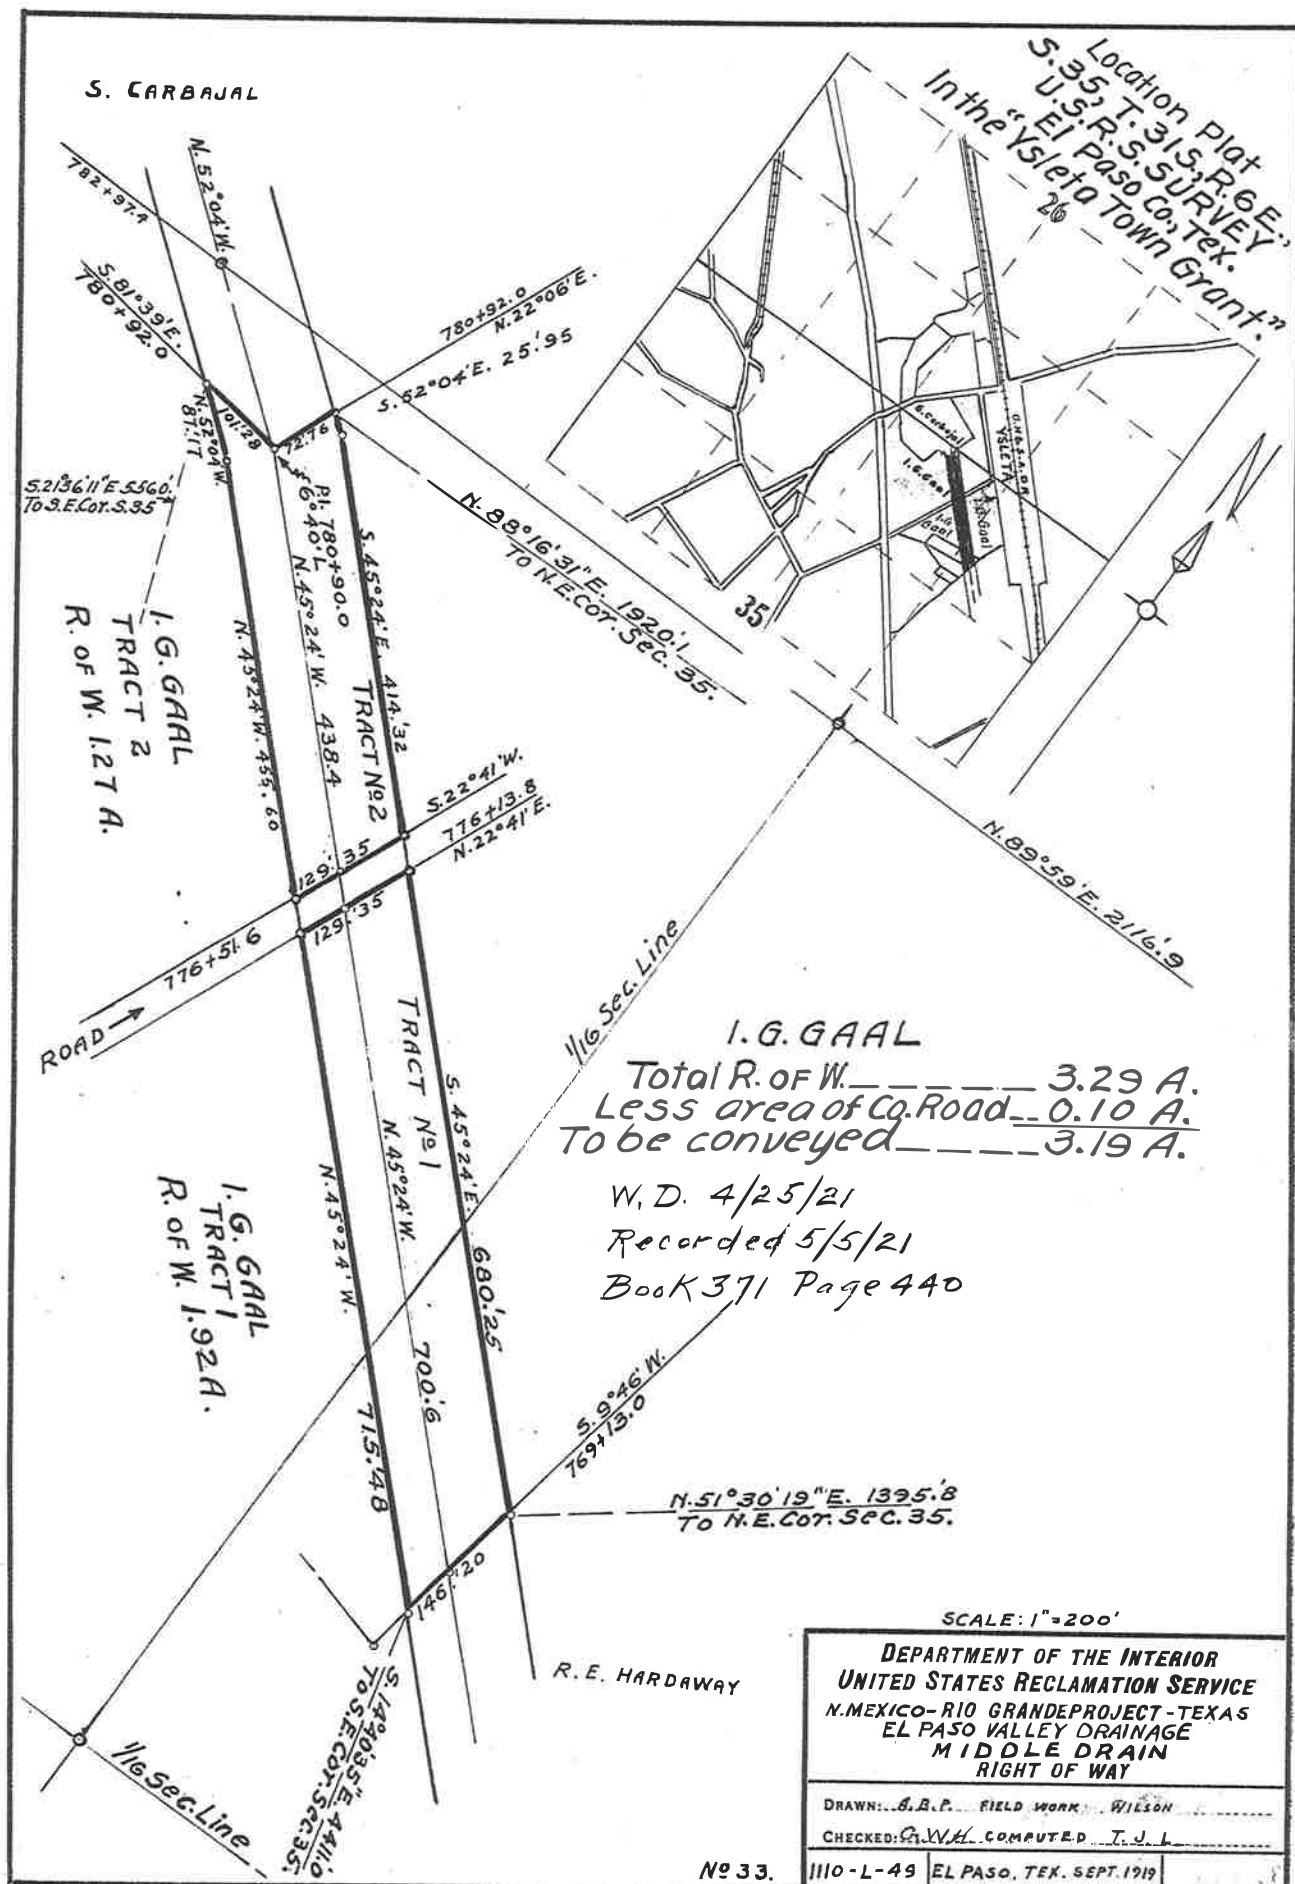 S. CARBAJAL
Location Plat
S.35, T.31S., R.6E.,
U.S.R.S. SURVEY
El Paso Co., Tex.
In the "Ysleta Town Grant."
26
35
S. Carbajal
I.G. Gaal
I.G.
Gaal
I.G. Gaal
YSLETA
N. 52°04'W.
782+97.4
S. 81°39'E.
780+92.0
780+92.0
N. 22°06'E.
S. 52°04'E. 25.'95
N. 52°04'W.
87.'17
101.'28
72.'76
S. 21°36'11"E 5560.'
To S.E. Cor. S. 35
P.I. 780+90.0
6°40'L
N. 45°24'W. 438.4
S. 45°24'E. 414.'32
TRACT Nº 2
N. 45°24'W. 455.60
N. 88°16'31"E. 1920.'1
To N.E. Cor. Sec. 35.
I. G. GAAL
TRACT 2
R. OF W. 1.27 A.
S. 22°41'W.
776+13.8
N. 22°41'E.
129.'35
129.'35
776+51.6
ROAD
N. 89°59'E. 2116.'9
1/16 Sec. Line
I. G. GAAL
Total R. OF W. 3.29 A.
Less area of Co. Road 0.10 A.
To be conveyed 3.19 A.
W. D. 4/25/21
Recorded 5/5/21
Book 371 Page 440
TRACT Nº 1
S. 45°24'E. 680.'25
N. 45°24'W. 700.'6
N. 45°24'W. 715.'48
I. G. GAAL
TRACT 1
R. OF W. 1.92 A.
S. 9°46'W.
769+13.0
N. 51°30'19"E. 1395.'8
To N.E. Cor. Sec. 35.
146.'20
R. E. HARDAWAY
S. 14°40'35"E. 4411.0
To S.E. Cor. Sec. 35.
1/16 Sec. Line
SCALE: 1"=200'
DEPARTMENT OF THE INTERIOR
UNITED STATES RECLAMATION SERVICE
N. MEXICO-RIO GRANDE PROJECT-TEXAS
EL PASO VALLEY DRAINAGE
MIDDLE DRAIN
RIGHT OF WAY
DRAWN: B.B.P. FIELD WORK WILSON
CHECKED: G.W.H. COMPUTED T.J.L.
Nº 33. 1110-L-49 EL PASO, TEX. SEPT. 1919